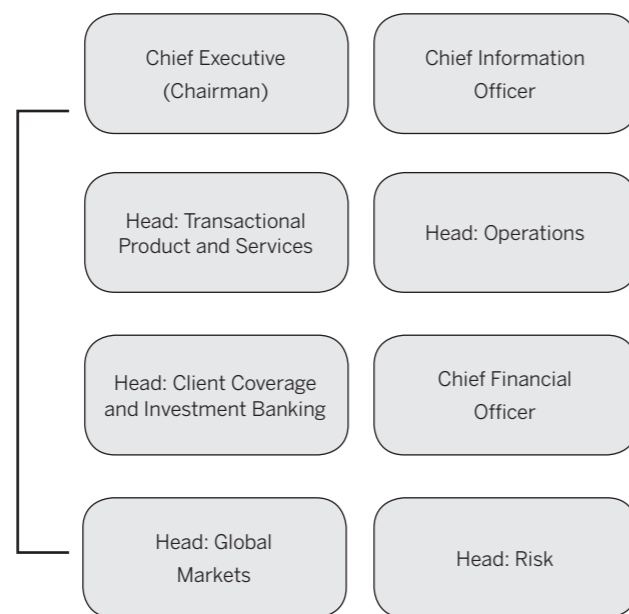 Chief Executive
(Chairman)
Chief Information
Officer
Head: Transactional
Product and Services
Head: Operations
Head: Client Coverage
and Investment Banking
Chief Financial
Officer
Head: Global
Markets
Head: Risk